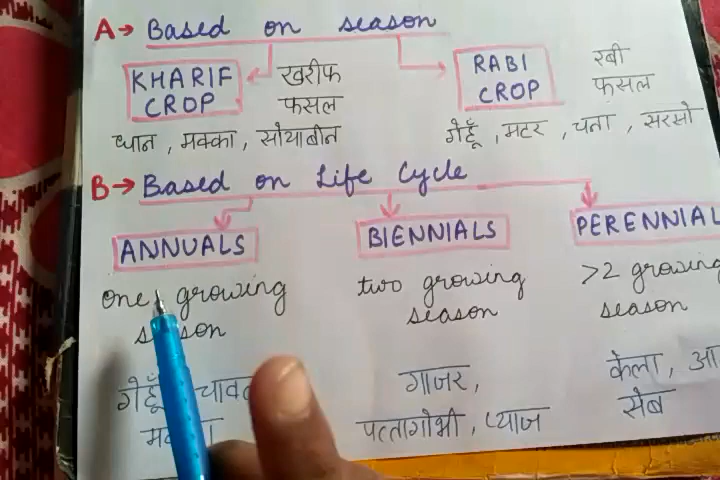 A→ Based on season
KHARIF CROP खरीफ फसल
RABI CROP रबी फसल
धान , मक्का , सोयाबीन
गेहूँ , मटर , चना , सरसो
B→ Based on Life Cycle
ANNUALS
BIENNIALS
PERENNIAL
one growing
season
two growing
season
>2 growing
season
गेहूँ
गाजर,
पत्तागोभी , प्याज
केला,
सेब